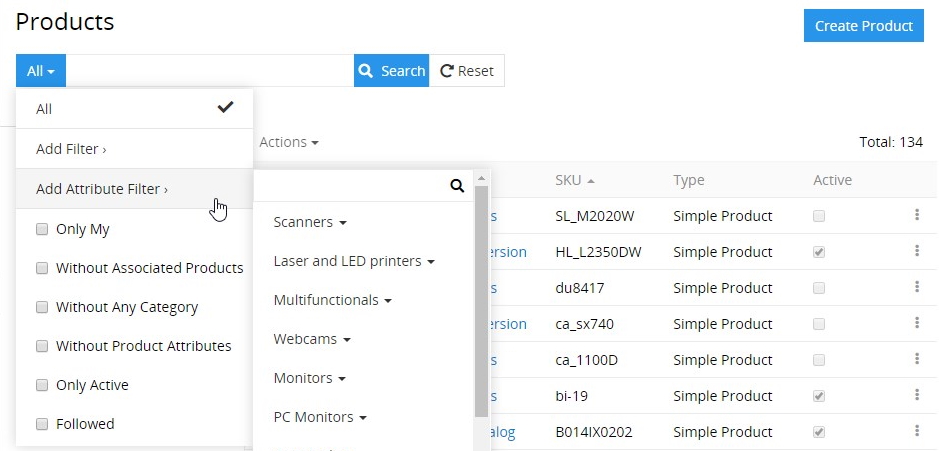 Products
Create Product
All
Search
Reset
All
Add Filter ›
Add Attribute Filter ›
Only My
Without Associated Products
Without Any Category
Without Product Attributes
Only Active
Followed
Actions
Total: 134
Scanners
Laser and LED printers
Multifunctionals
Webcams
Monitors
PC Monitors
SKU Type Active
s SL_M2020W Simple Product
ersion HL_L2350DW Simple Product
s du8417 Simple Product
ersion ca_sx740 Simple Product
s ca_1100D Simple Product
s bi-19 Simple Product
alog B014IX0202 Simple Product